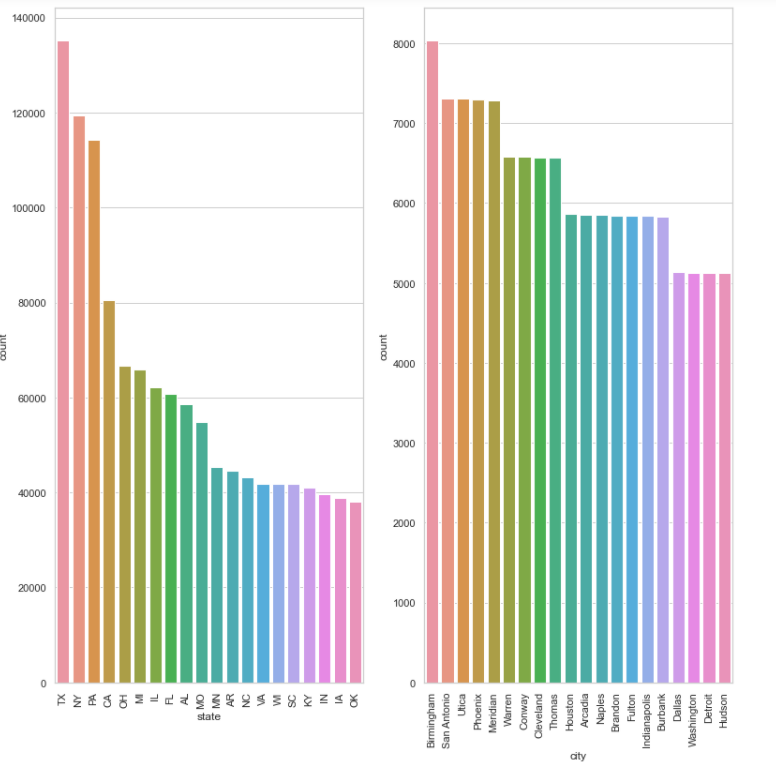 140000
120000
100000
80000
60000
40000
20000
0
count
TX NY PA CA OH MI IL FL AL MO MN AR NC VA WI SC KY IN IA OK
state
8000
7000
6000
5000
4000
3000
2000
1000
0
count
Birmingham San Antonio Utica Phoenix Meridian Warren Conway Cleveland Thomas Houston Arcadia Naples Brandon Fulton Indianapolis Burbank Dallas Washington Detroit Hudson
city